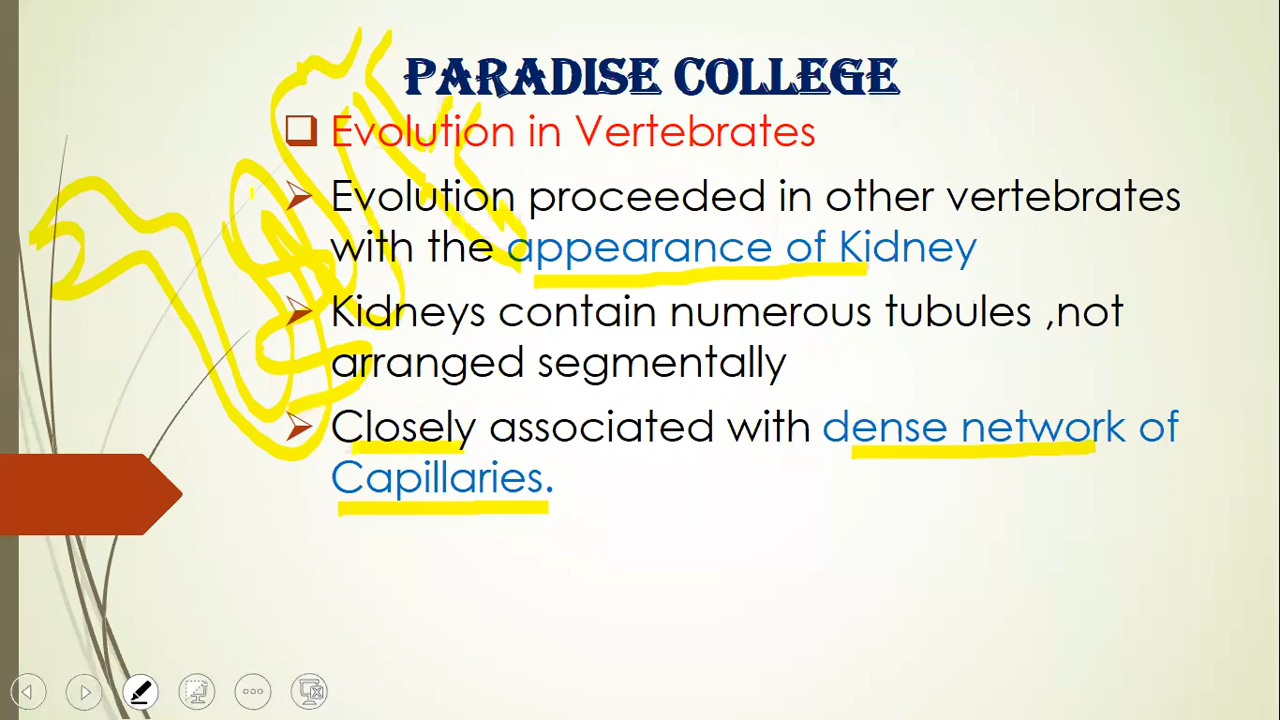 PARADISE COLLEGE
Evolution in Vertebrates
Evolution proceeded in other vertebrates
with the appearance of Kidney
Kidneys contain numerous tubules ,not
arranged segmentally
Closely associated with dense network of
Capillaries.